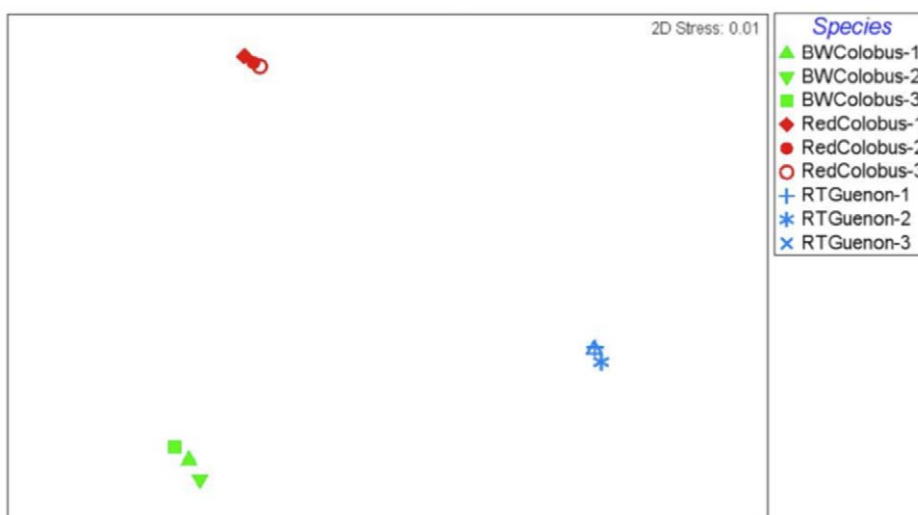 2D Stress: 0.01
Species
BWColobus-1
BWColobus-2
BWColobus-3
RedColobus-1
RedColobus-2
RedColobus-3
RTGuenon-1
RTGuenon-2
RTGuenon-3